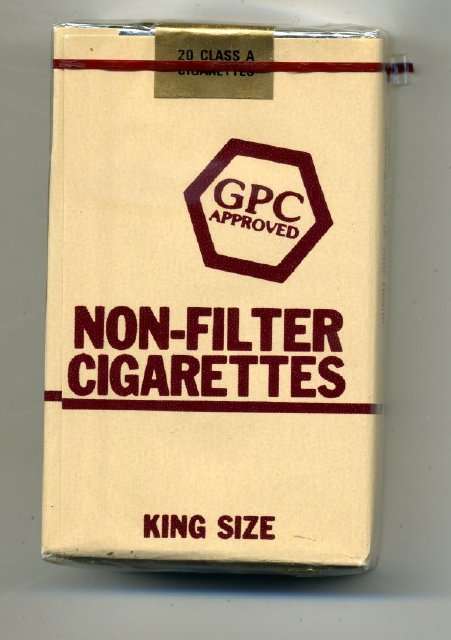 20 CLASS A
CIGARETTES
GPC
APPROVED
NON-FILTER
CIGARETTES
KING SIZE